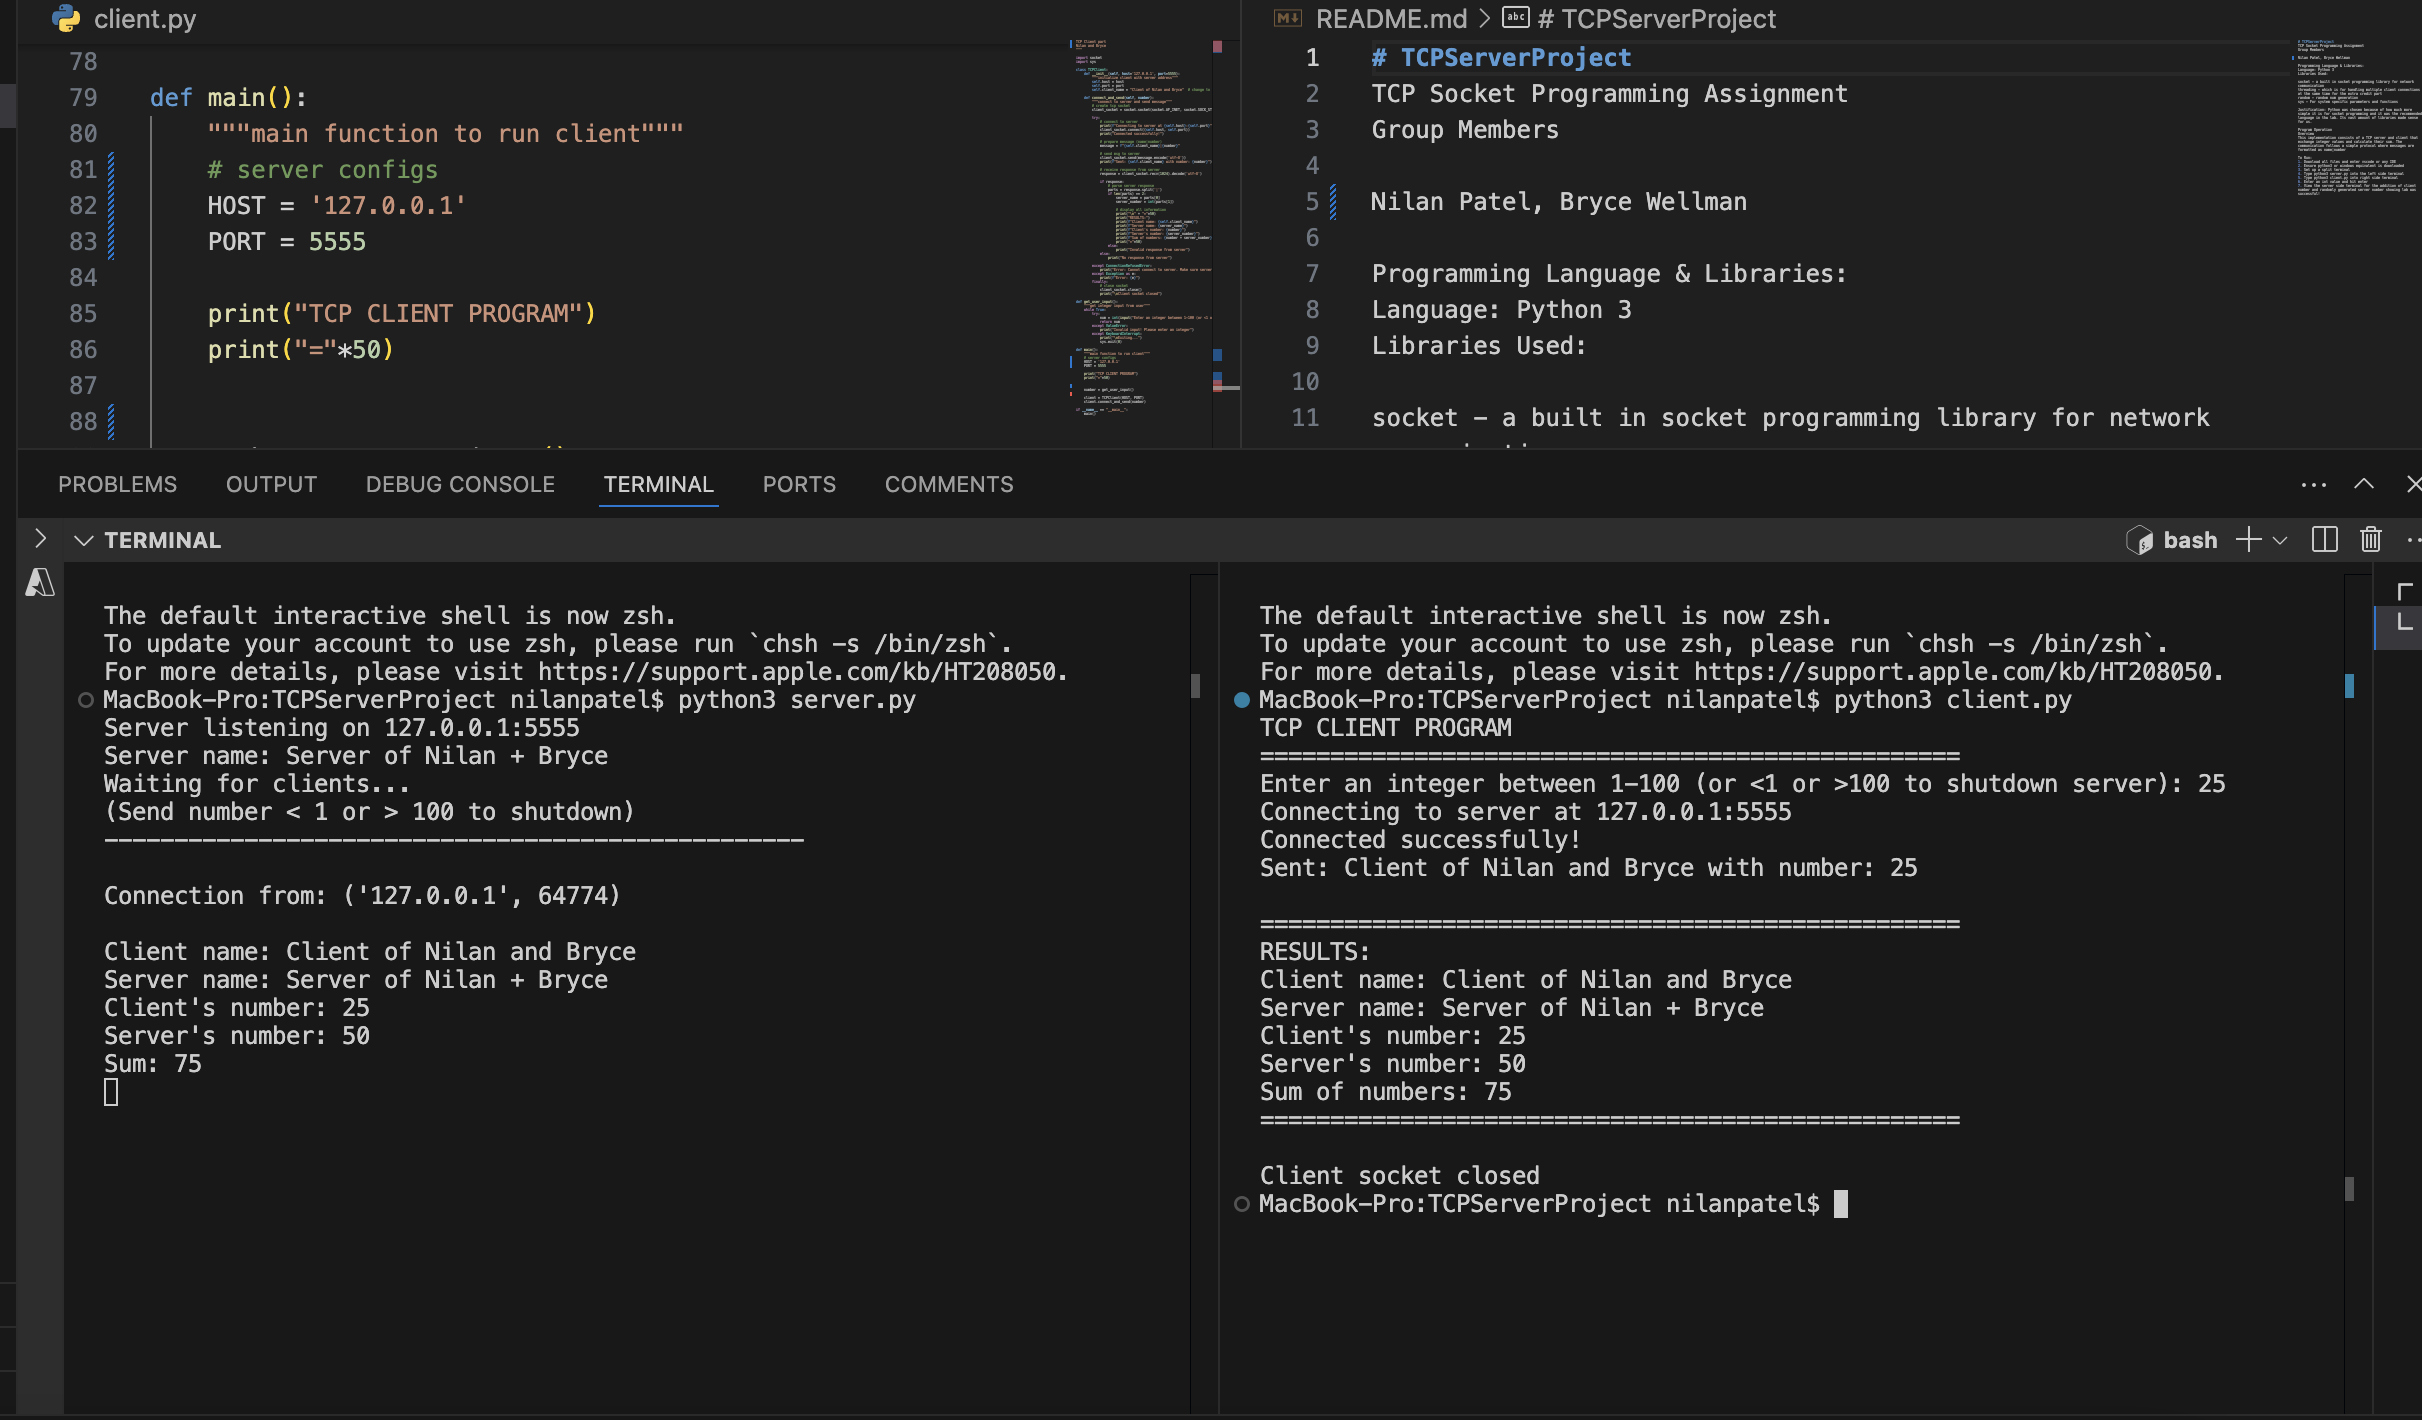 client.py
78
79 def main():
80 """main function to run client"""
81 # server configs
82 HOST = '127.0.0.1'
83 PORT = 5555
84
85 print("TCP CLIENT PROGRAM")
86 print("="*50)
87
88
README.md > # TCPServerProject
1 # TCPServerProject
2 TCP Socket Programming Assignment
3 Group Members
4
5 Nilan Patel, Bryce Wellman
6
7 Programming Language & Libraries:
8 Language: Python 3
9 Libraries Used:
10
11 socket - a built in socket programming library for network
PROBLEMS OUTPUT DEBUG CONSOLE TERMINAL PORTS COMMENTS
TERMINAL
bash
The default interactive shell is now zsh.
To update your account to use zsh, please run `chsh -s /bin/zsh`.
For more details, please visit https://support.apple.com/kb/HT208050.
MacBook-Pro:TCPServerProject nilanpatel$ python3 server.py
Server listening on 127.0.0.1:5555
Server name: Server of Nilan + Bryce
Waiting for clients...
(Send number < 1 or > 100 to shutdown)
--------------------------------------------------
Connection from: ('127.0.0.1', 64774)
Client name: Client of Nilan and Bryce
Server name: Server of Nilan + Bryce
Client's number: 25
Server's number: 50
Sum: 75
The default interactive shell is now zsh.
To update your account to use zsh, please run `chsh -s /bin/zsh`.
For more details, please visit https://support.apple.com/kb/HT208050.
MacBook-Pro:TCPServerProject nilanpatel$ python3 client.py
TCP CLIENT PROGRAM
==================================================
Enter an integer between 1-100 (or <1 or >100 to shutdown server): 25
Connecting to server at 127.0.0.1:5555
Connected successfully!
Sent: Client of Nilan and Bryce with number: 25
==================================================
RESULTS:
Client name: Client of Nilan and Bryce
Server name: Server of Nilan + Bryce
Client's number: 25
Server's number: 50
Sum of numbers: 75
==================================================
Client socket closed
MacBook-Pro:TCPServerProject nilanpatel$